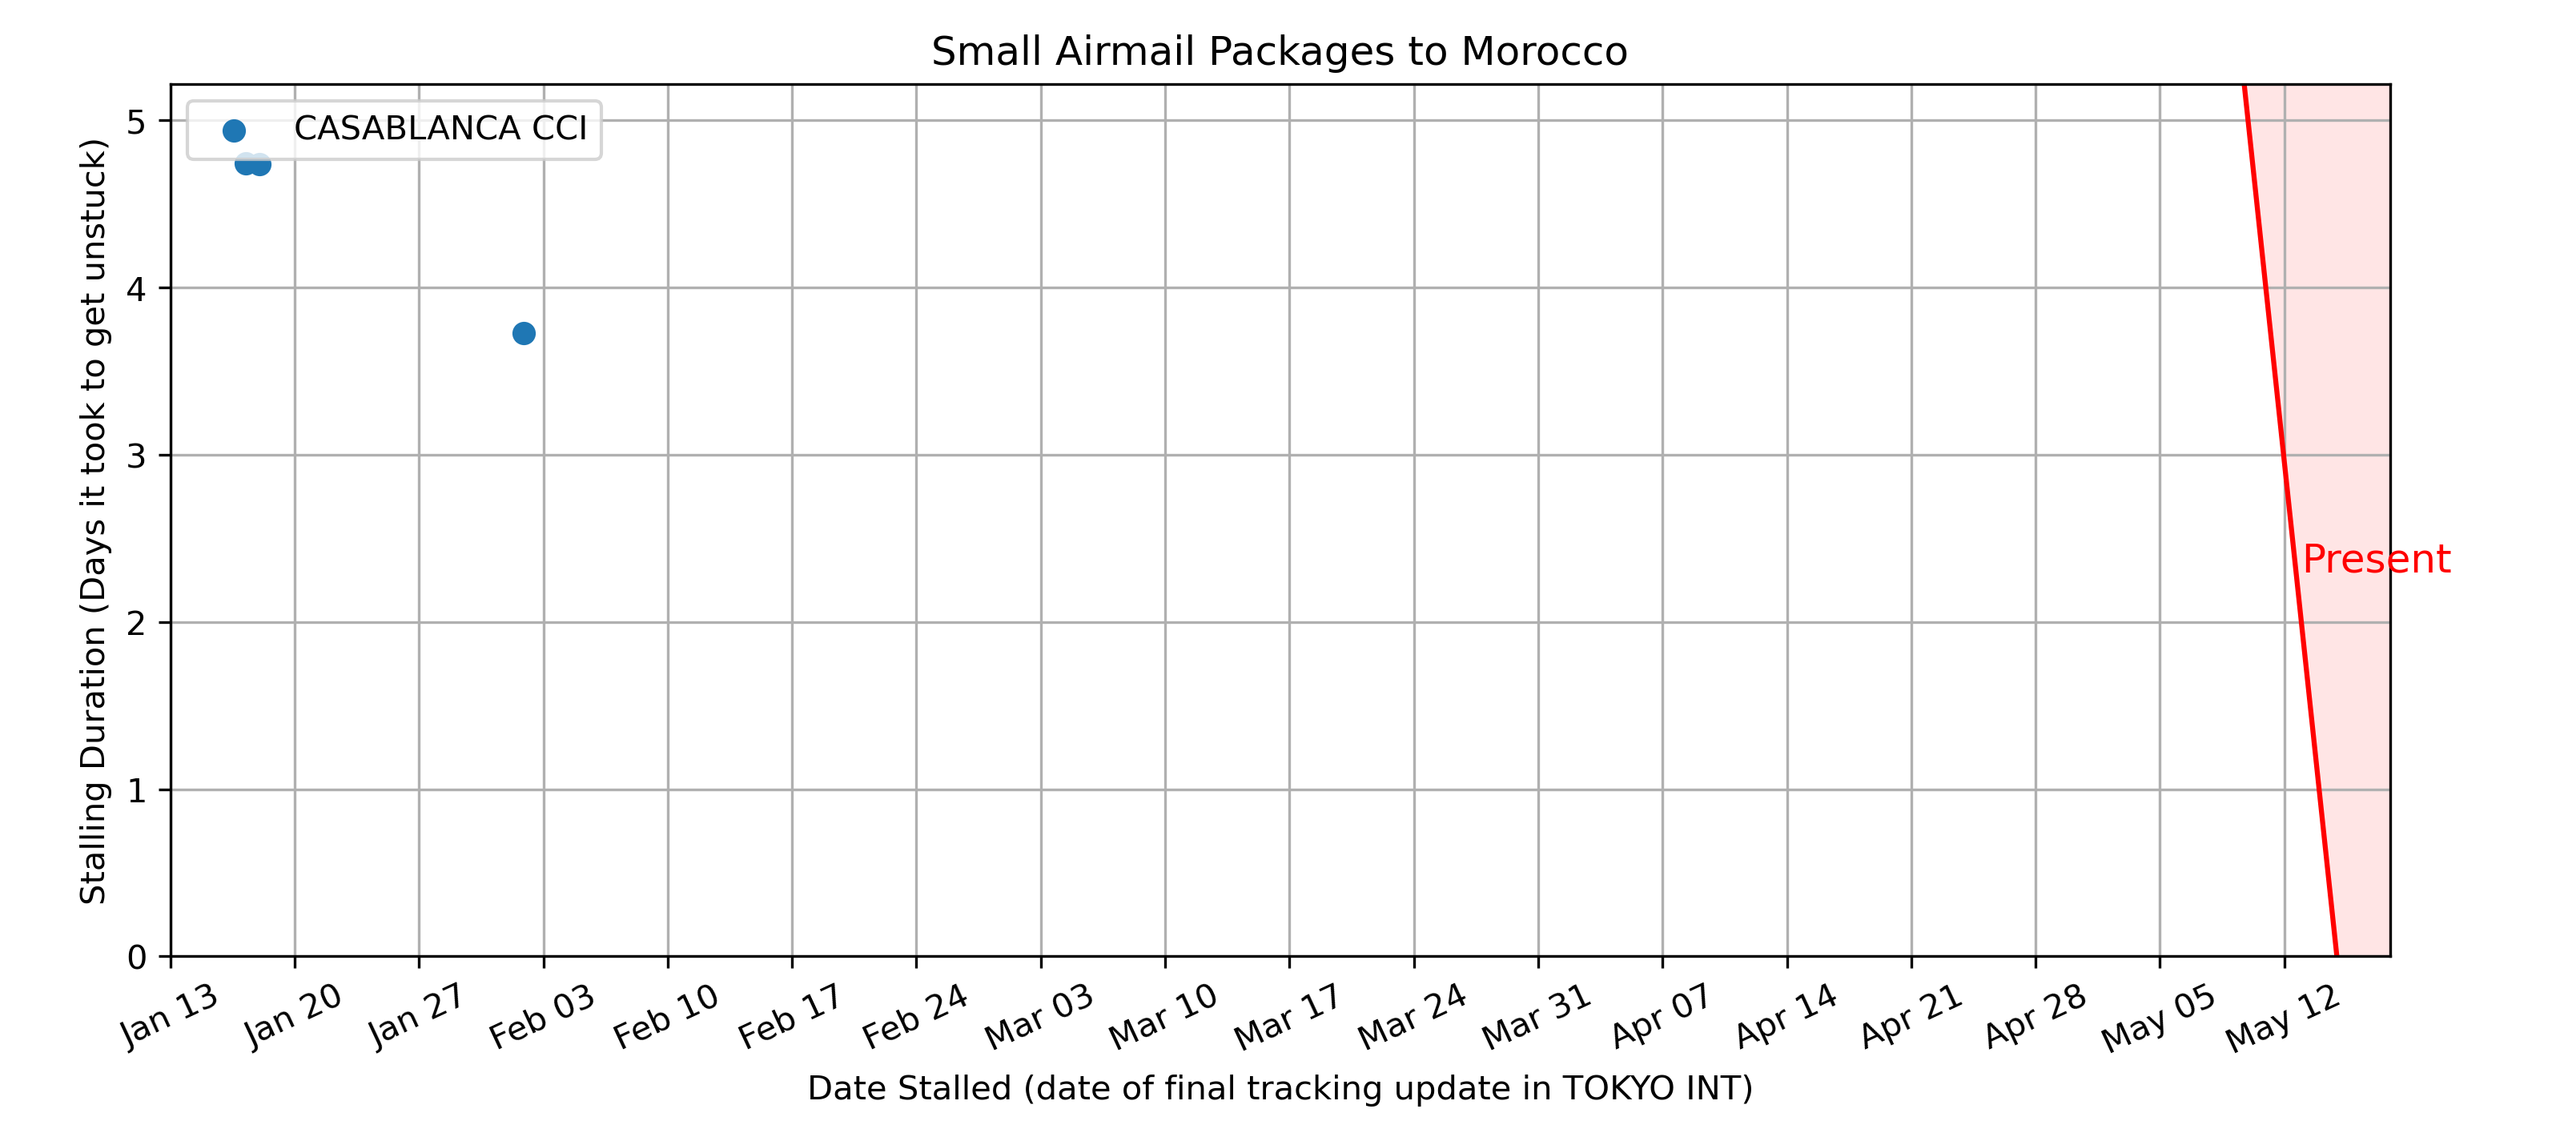 Small Airmail Packages to Morocco
CASABLANCA CCI
Stalling Duration (Days it took to get unstuck)
5
4
3
2
1
0
Present
Jan 13
Jan 20
Jan 27
Feb 03
Feb 10
Feb 17
Feb 24
Mar 03
Mar 10
Mar 17
Mar 24
Mar 31
Apr 07
Apr 14
Apr 21
Apr 28
May 05
May 12
Date Stalled (date of final tracking update in TOKYO INT)